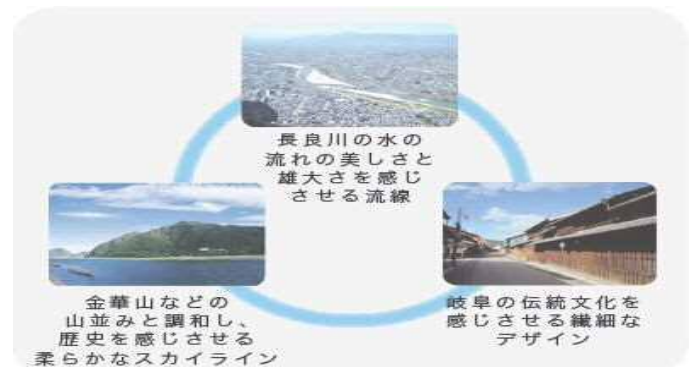 長良川の水の
流れの美しさと
雄大さを感じ
させる流線
金華山などの
山並みと調和し、
歴史を感じさせる
柔らかなスカイライン
岐阜の伝統文化を
感じさせる繊細な
デザイン